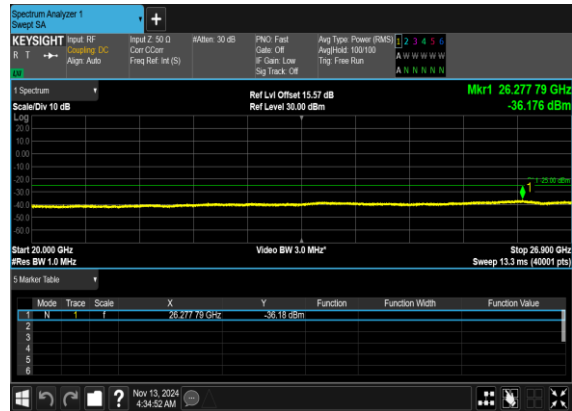 Spectrum Analyzer 1
Swept SA
+
KEYSIGHT Input: RF Input Z: 50 Ω #Atten: 30 dB PNO: Fast Avg Type: Power (RMS) 1 2 3 4 5 6
R T Coupling: DC Corr CCorr Gate: Off Avg|Hold: 100/100 A W W W W W
Align: Auto Freq Ref: Int (S) IF Gain: Low Trig: Free Run
Sig Track: Off A N N N N N
1 Spectrum Ref Lvl Offset 15.57 dB Mkr1 26.277 79 GHz
Scale/Div 10 dB Ref Level 30.00 dBm -36.176 dBm
Log
20.0
10.0
0.00
-10.0
-20.0
-25.00 dBm
-30.0 1
-40.0
-50.0
-60.0
Start 20.000 GHz Video BW 3.0 MHz* Stop 26.900 GHz
#Res BW 1.0 MHz Sweep 13.3 ms (40001 pts)
5 Marker Table
Mode Trace Scale X Y Function Function Width Function Value
1 N 1 f 26.277 79 GHz -36.18 dBm
2
3
4
5
6
? Nov 13, 2024
4:34:52 AM